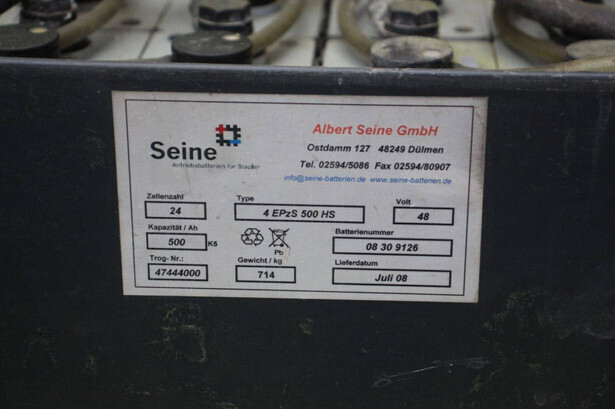 Seine
Antriebsbatterien für Stapler
Albert Seine GmbH
Ostdamm 127 48249 Dülmen
Tel. 02594/5086 Fax 02594/80907
info@seine-batterien.de www.seine-batterien.de
Zellenzahl Type Volt
24 4 EPzS 500 HS 48
Kapazität / Ah Batterienummer
500 K5 Pb 08 30 9126
Trog- Nr.: Gewicht / kg Lieferdatum
47444000 714 Juli 08